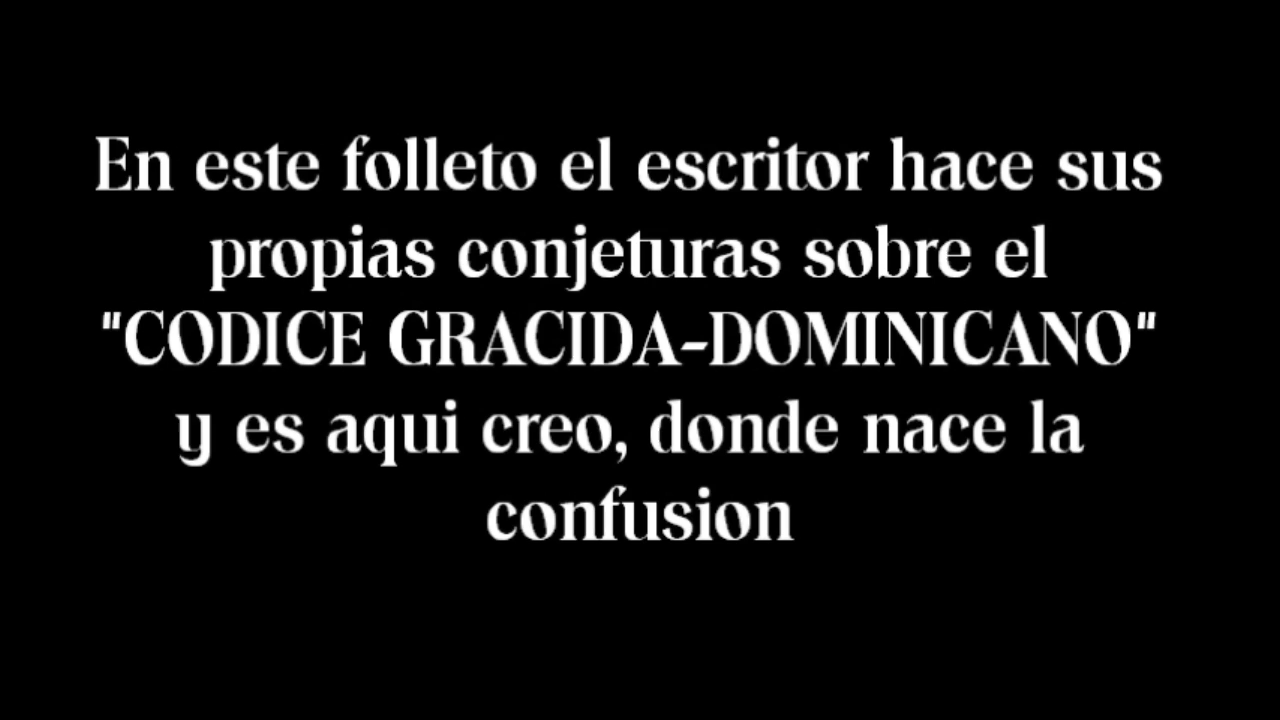 En este folleto el escritor hace sus
propias conjeturas sobre el
"CODICE GRACIDA-DOMINICANO"
y es aqui creo, donde nace la
confusion